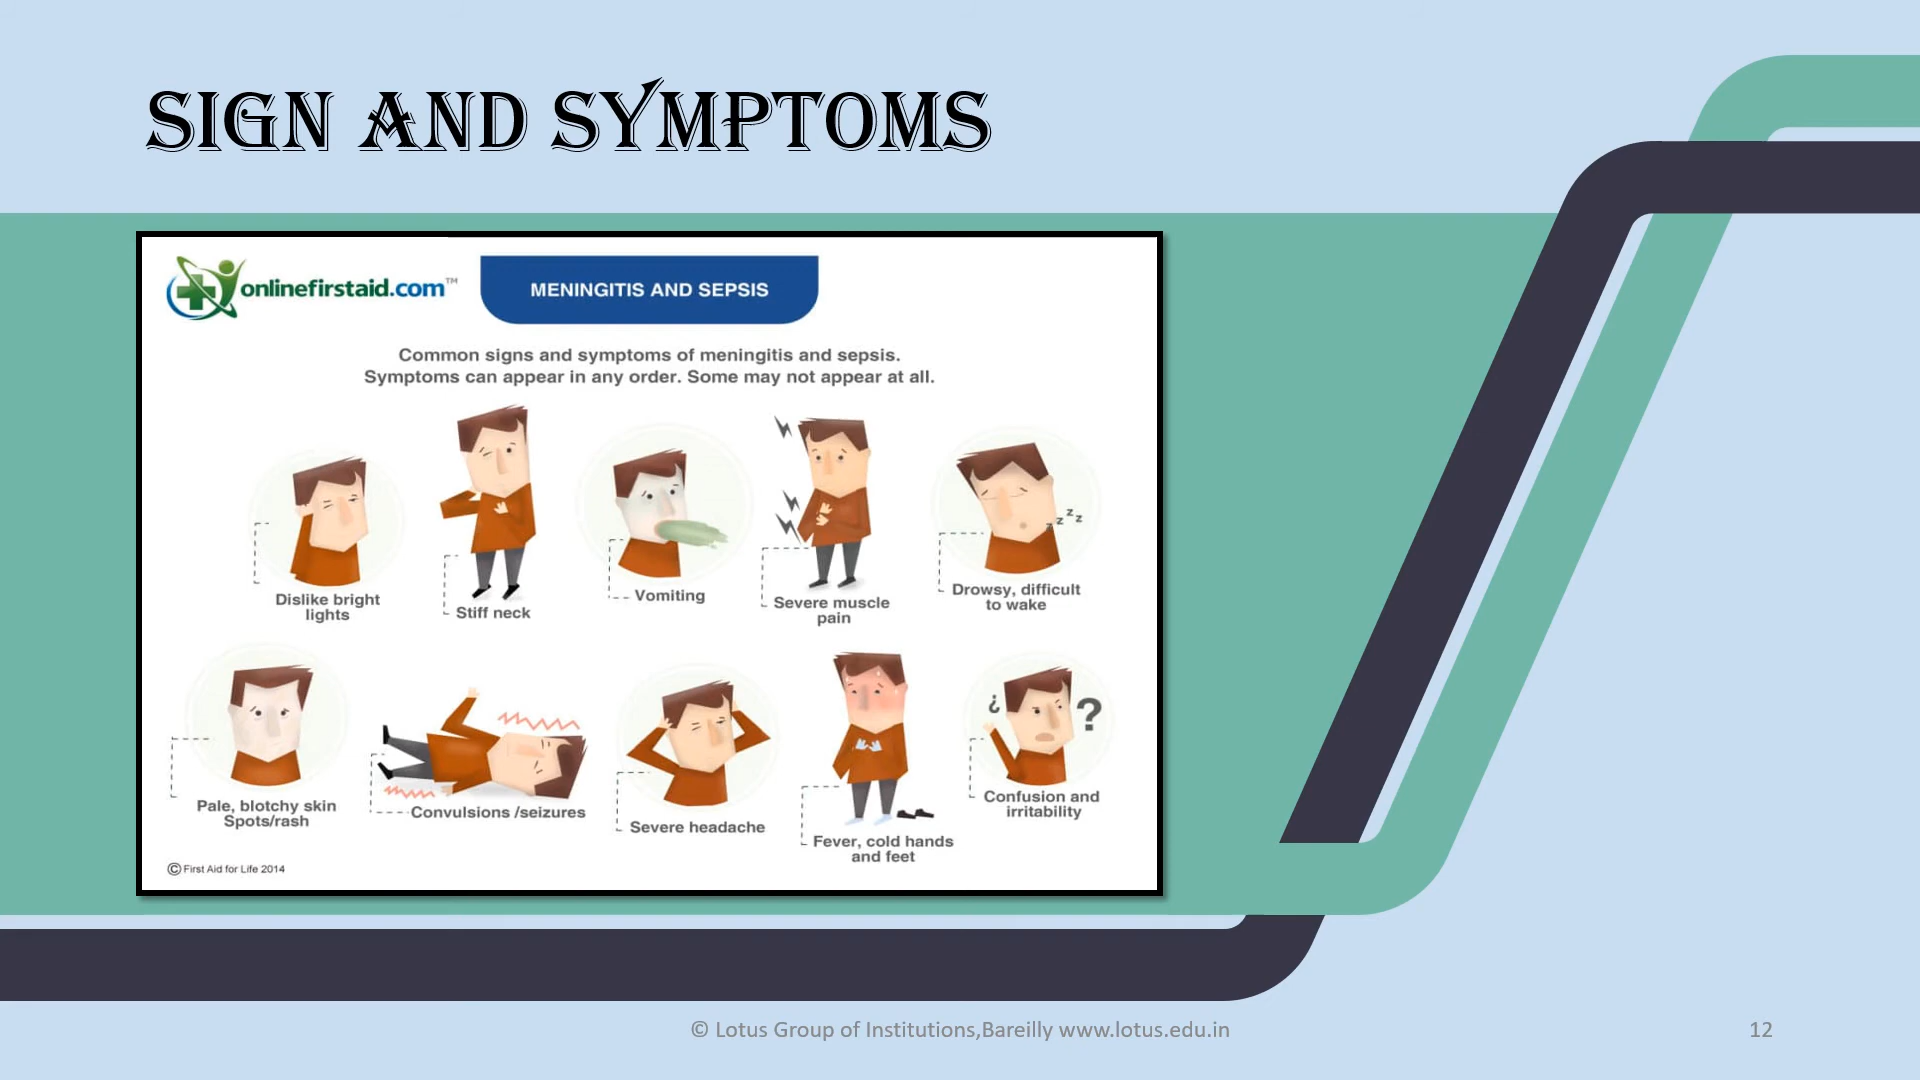 SIGN AND SYMPTOMS
onlinefirstaid.com™
MENINGITIS AND SEPSIS
Common signs and symptoms of meningitis and sepsis.
Symptoms can appear in any order. Some may not appear at all.
Dislike bright
lights
Stiff neck
Vomiting
Severe muscle
pain
z z z
Drowsy, difficult
to wake
Pale, blotchy skin
Spots/rash
Convulsions /seizures
Severe headache
Fever, cold hands
and feet
¿ ?
Confusion and
irritability
© First Aid for Life 2014
© Lotus Group of Institutions,Bareilly www.lotus.edu.in
12